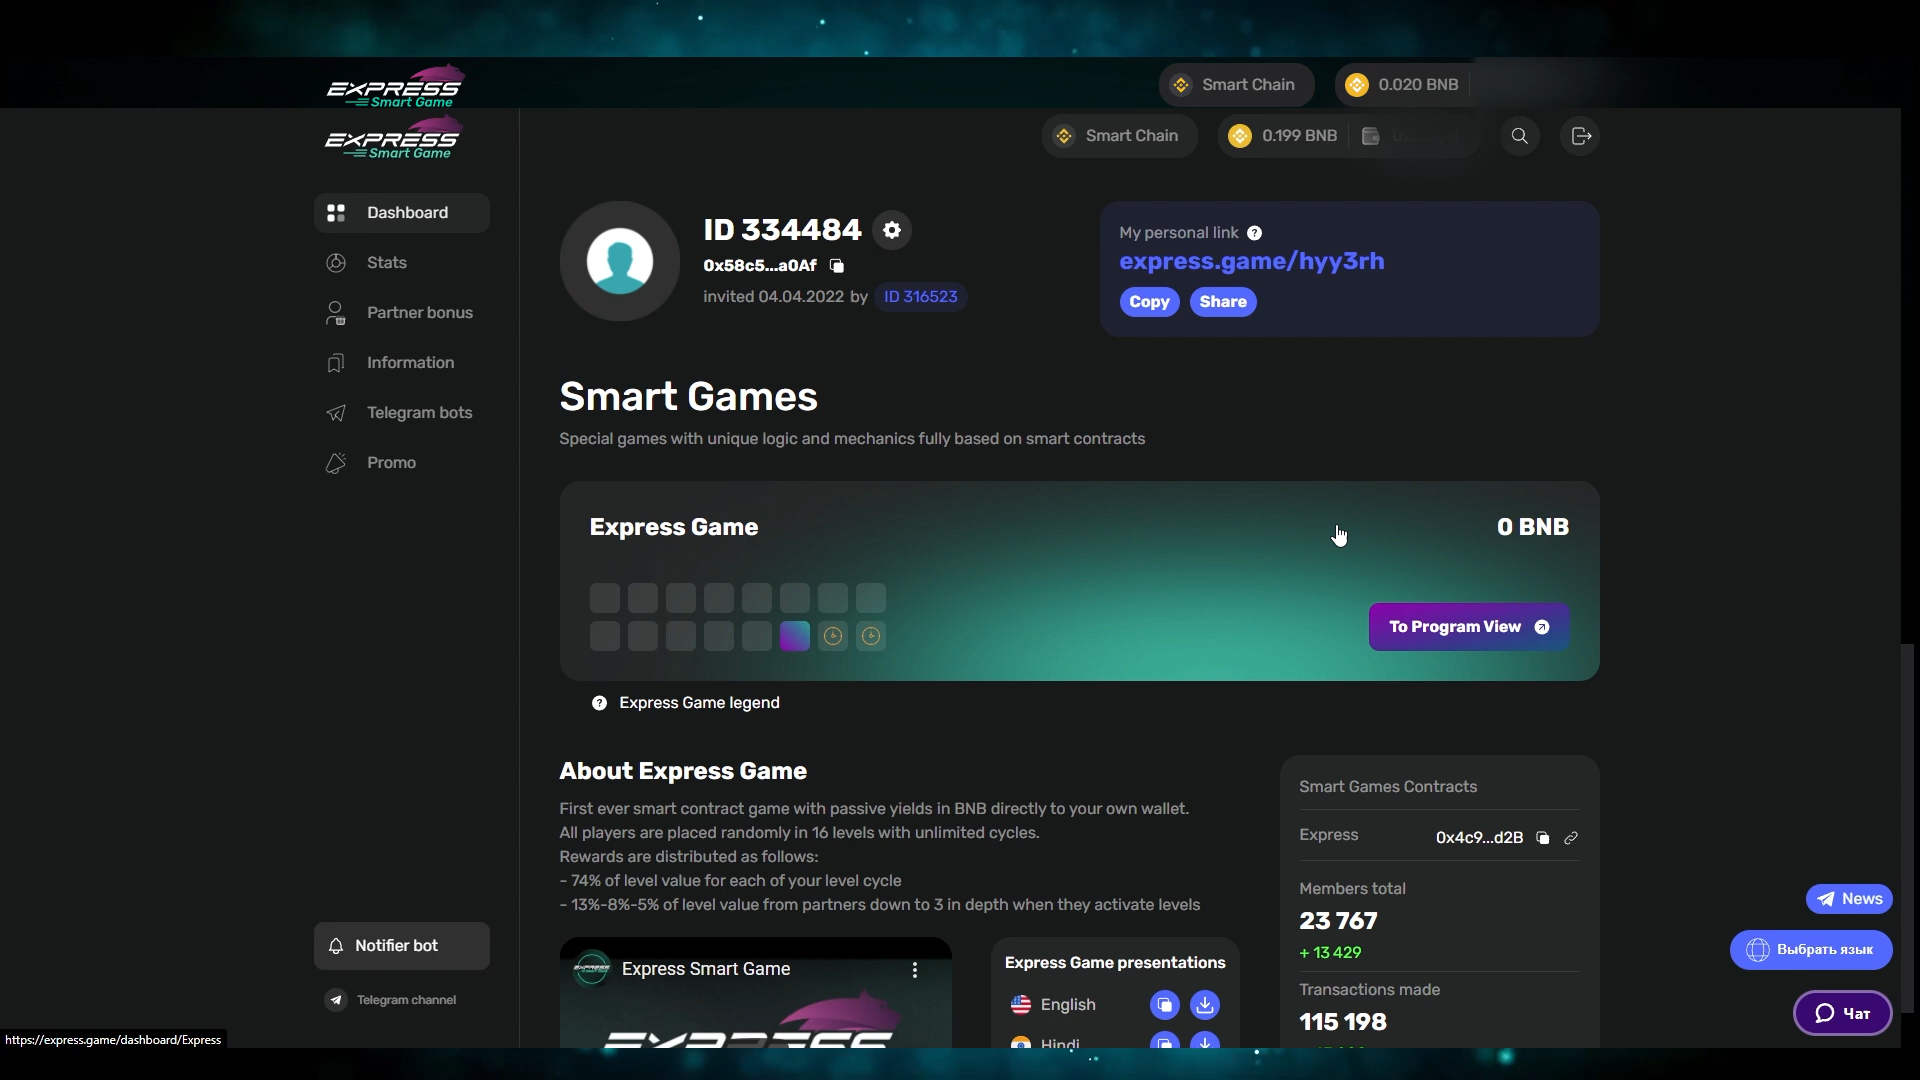 EXPRESS
Smart Game
Smart Chain
0.020 BNB
EXPRESS
Smart Game
Smart Chain
0.199 BNB
Dashboard
Stats
Partner bonus
Information
Telegram bots
Promo
Notifier bot
Telegram channel
ID 334484
0x58c5...a0Af
invited 04.04.2022 by ID 316523
My personal link ?
express.game/hyy3rh
Copy
Share
Smart Games
Special games with unique logic and mechanics fully based on smart contracts
Express Game
0 BNB
To Program View
? Express Game legend
About Express Game
First ever smart contract game with passive yields in BNB directly to your own wallet.
All players are placed randomly in 16 levels with unlimited cycles.
Rewards are distributed as follows:
- 74% of level value for each of your level cycle
- 13%-8%-5% of level value from partners down to 3 in depth when they activate levels
Express Smart Game
EXPRESS
Express Game presentations
English
Hindi
Smart Games Contracts
Express
0x4c9...d2B
Members total
23 767
+ 13 429
Transactions made
115 198
News
Выбрать язык
Чат
https://express.game/dashboard/Express